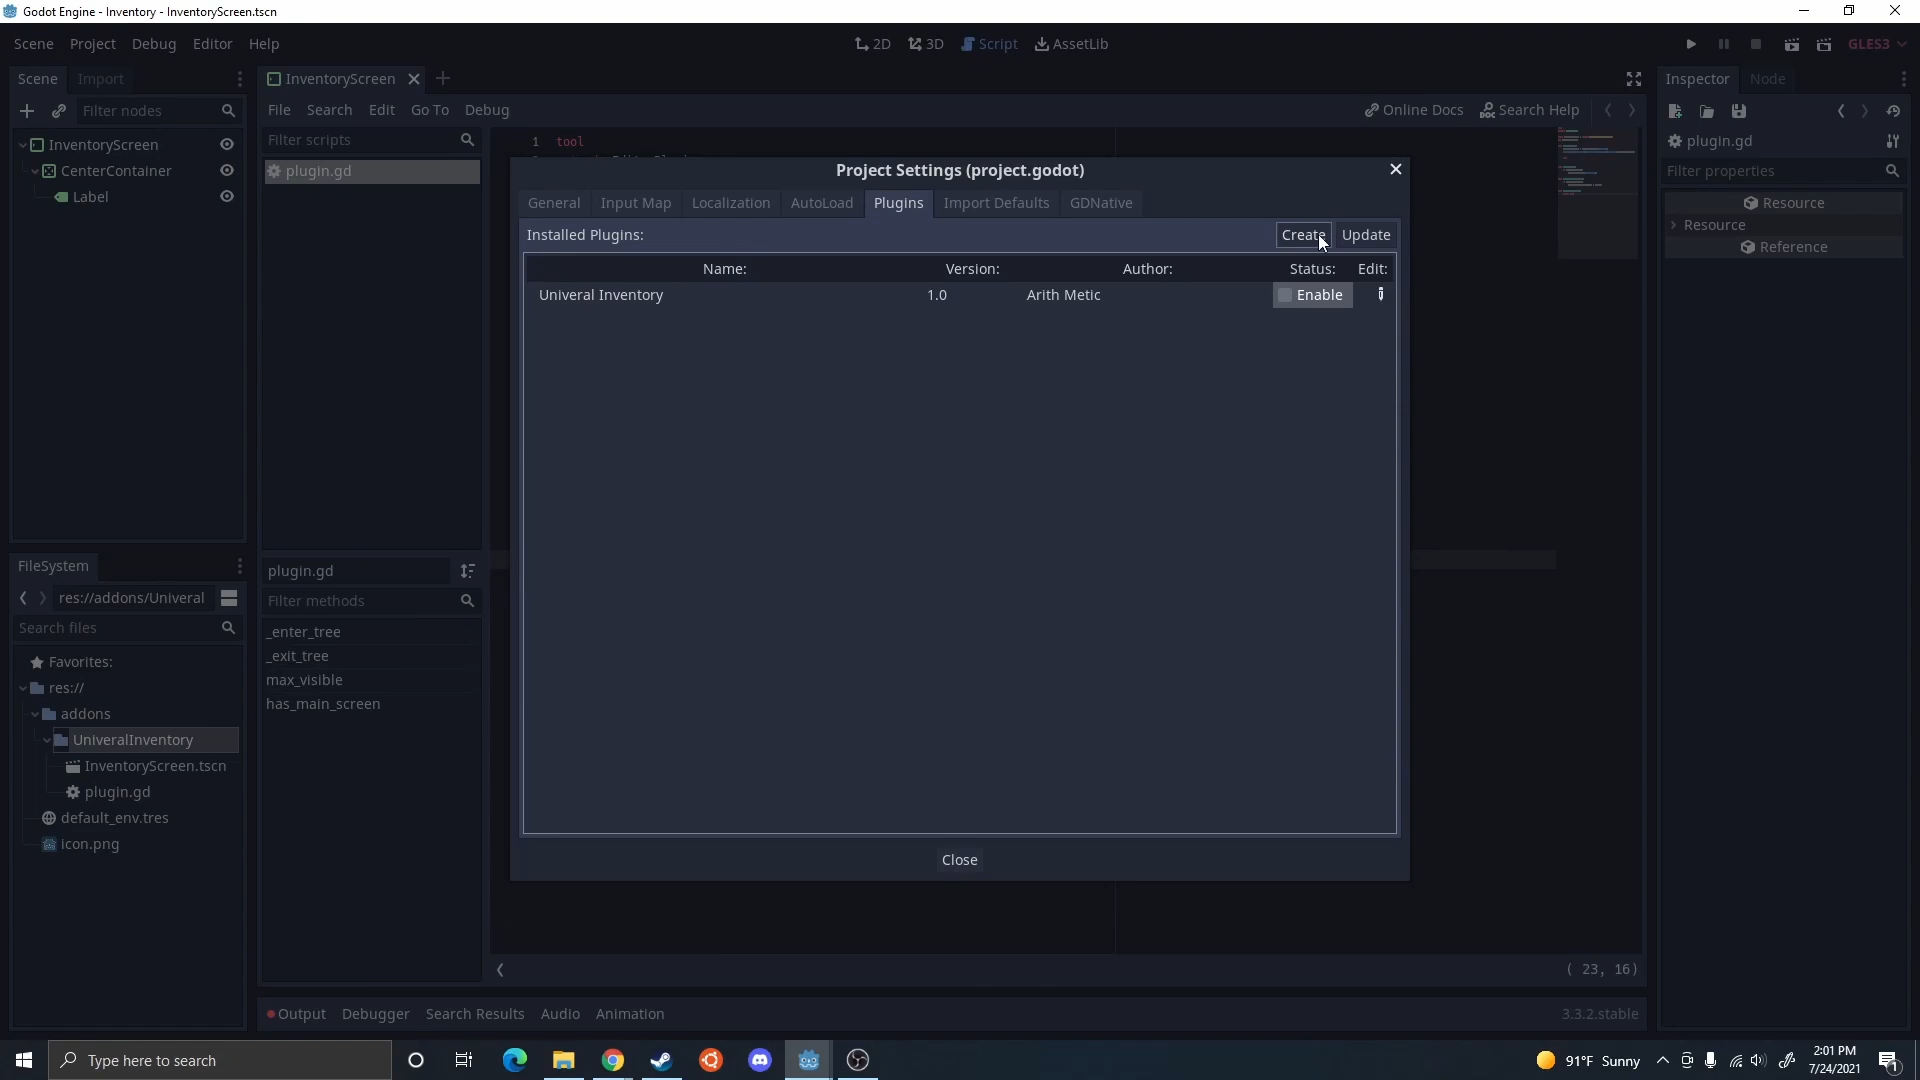 Godot Engine - Inventory - InventoryScreen.tscn
Scene Project Debug Editor Help
2D 3D Script AssetLib
GLES3
Scene Import
InventoryScreen
Inspector Node
Filter nodes
File Search Edit Go To Debug
Online Docs Search Help
InventoryScreen
CenterContainer
Label
Filter scripts
plugin.gd
1 tool
plugin.gd
Filter properties
Resource
Resource
Reference
Project Settings (project.godot)
General Input Map Localization AutoLoad Plugins Import Defaults GDNative
Installed Plugins:
Create Update
Name: Version: Author: Status: Edit:
Univeral Inventory 1.0 Arith Metic Enable
Close
FileSystem
res://addons/Univeral
Search files
Favorites:
res://
addons
UniveralInventory
InventoryScreen.tscn
plugin.gd
default_env.tres
icon.png
plugin.gd
Filter methods
_enter_tree
_exit_tree
max_visible
has_main_screen
( 23, 16)
Output Debugger Search Results Audio Animation
3.3.2.stable
Type here to search
91°F Sunny
2:01 PM
7/24/2021
1